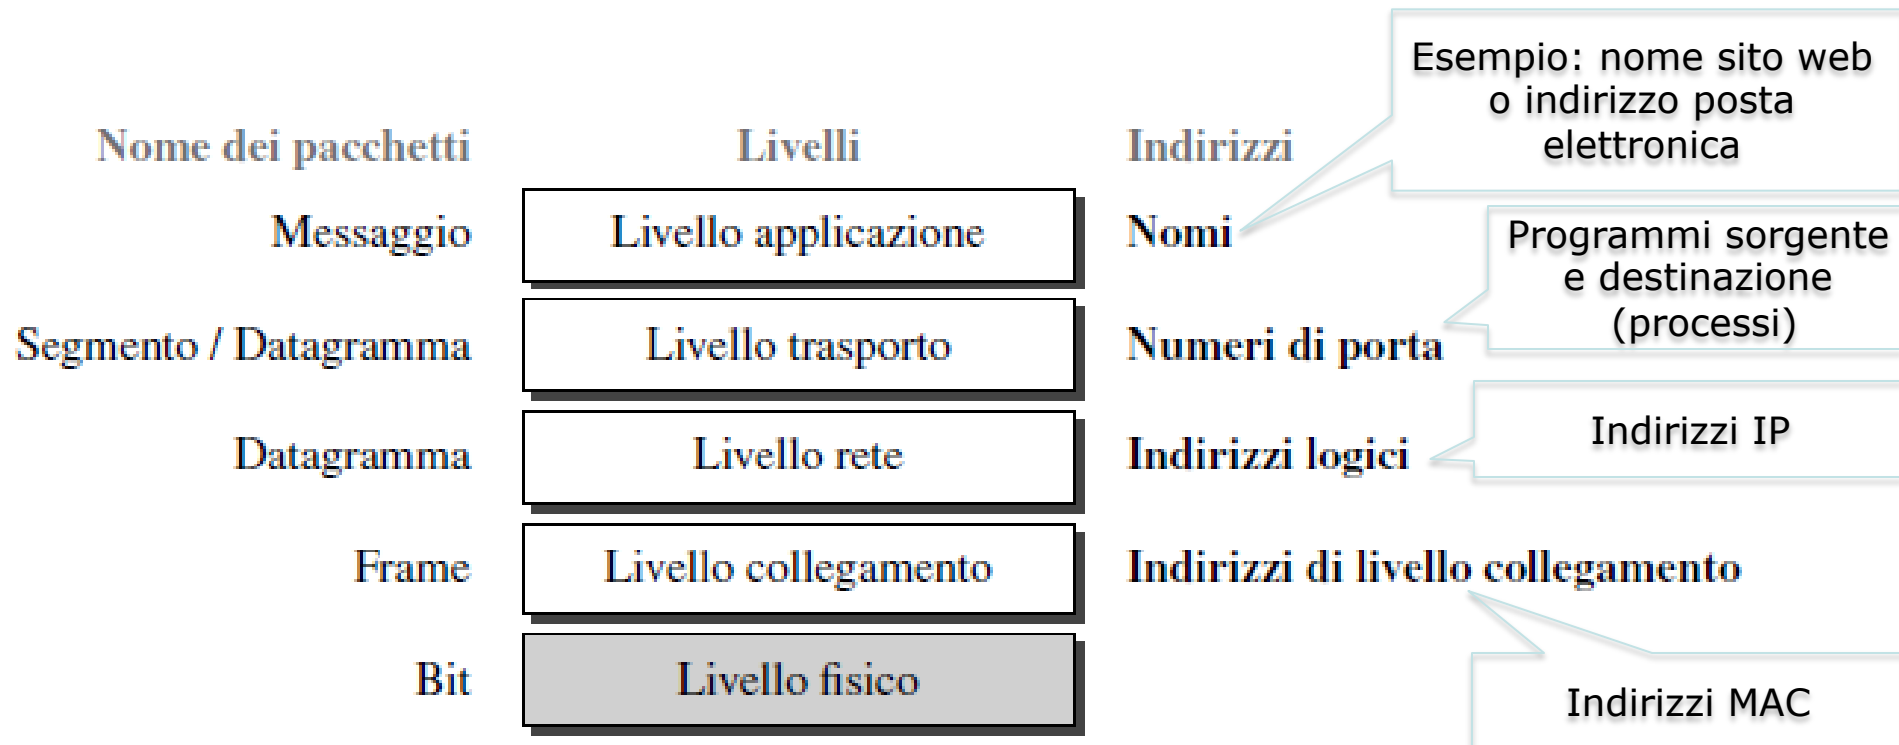 Esempio: nome sito web
o indirizzo posta
elettronica
Nome dei pacchetti
Livelli
Indirizzi
Messaggio
Livello applicazione
Nomi
Programmi sorgente
e destinazione
(processi)
Segmento / Datagramma
Livello trasporto
Numeri di porta
Datagramma
Livello rete
Indirizzi logici
Indirizzi IP
Frame
Livello collegamento
Indirizzi di livello collegamento
Bit
Livello fisico
Indirizzi MAC